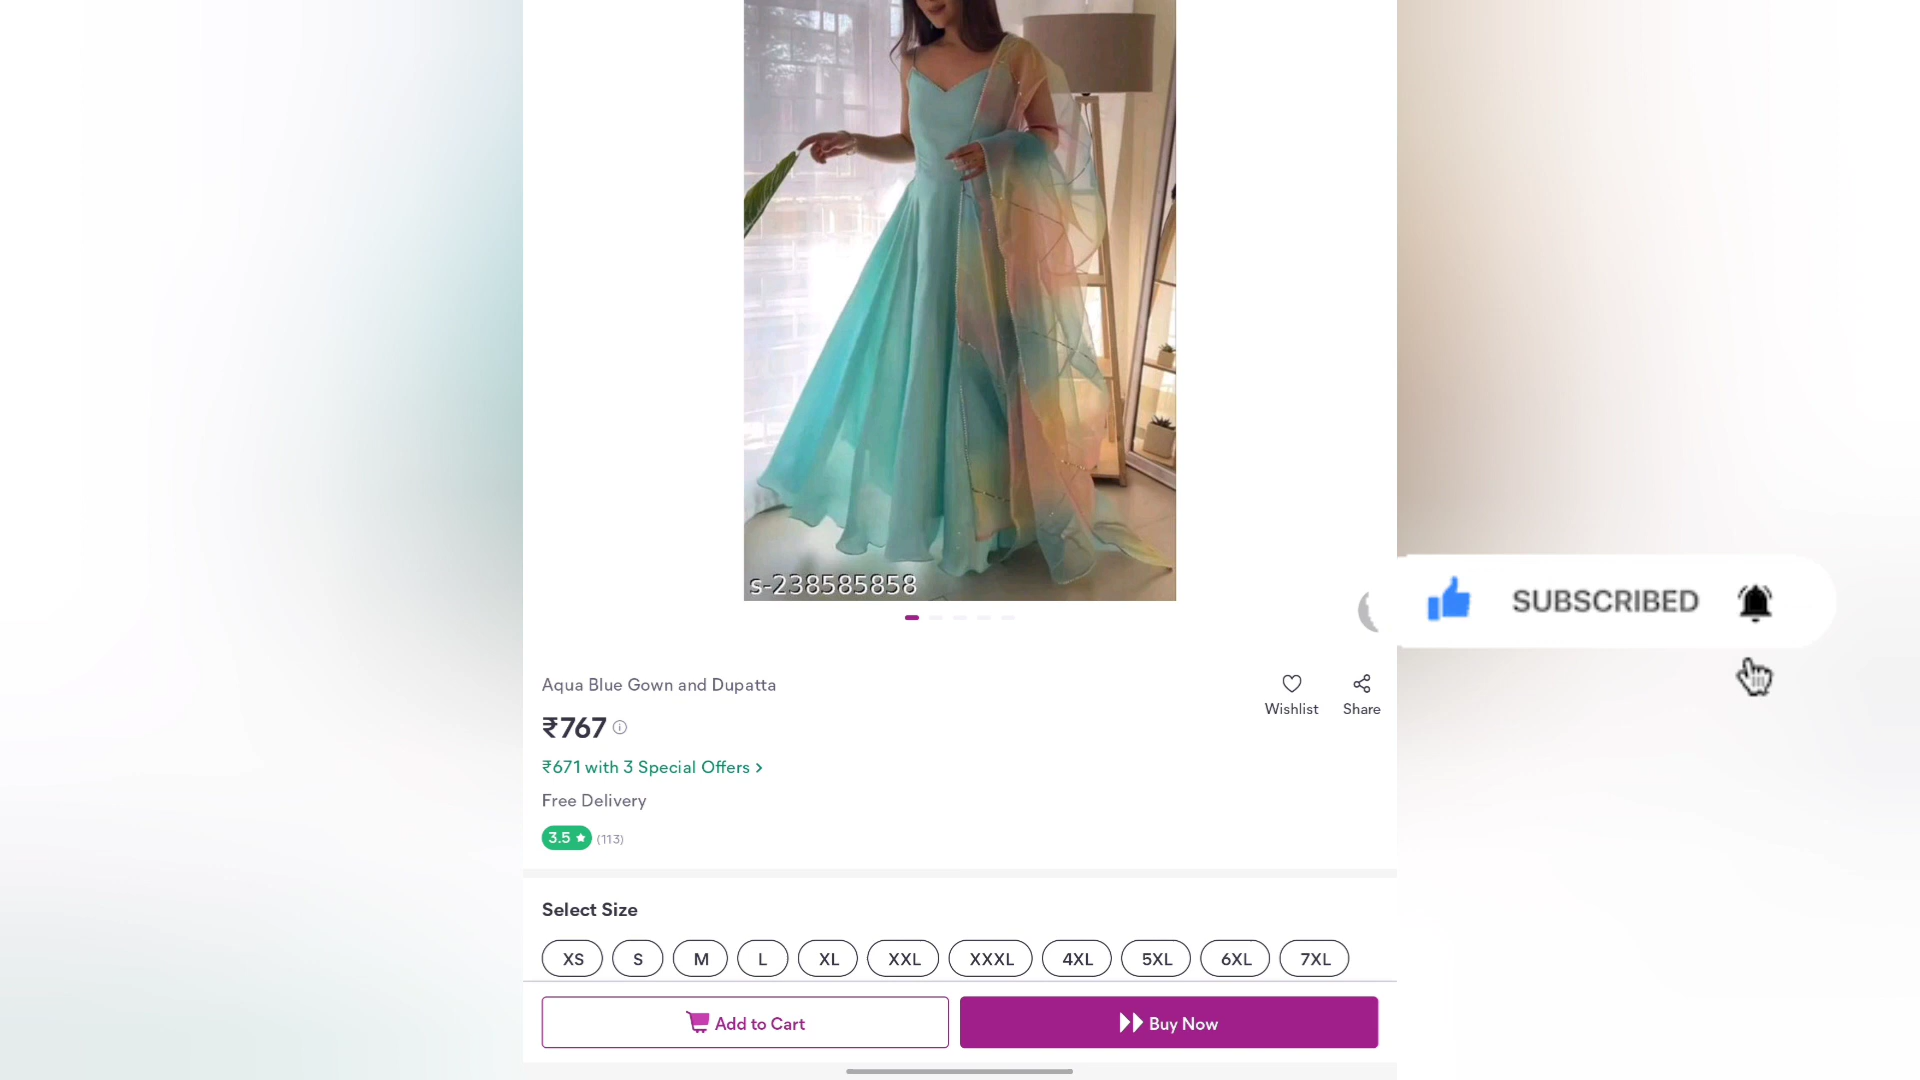 s-238585858
Aqua Blue Gown and Dupatta
₹767
₹671 with 3 Special Offers >
Free Delivery
3.5 ★ (113)
Wishlist
Share
Select Size
XS S M L XL XXL XXXL 4XL 5XL 6XL 7XL
Add to Cart
Buy Now
SUBSCRIBED